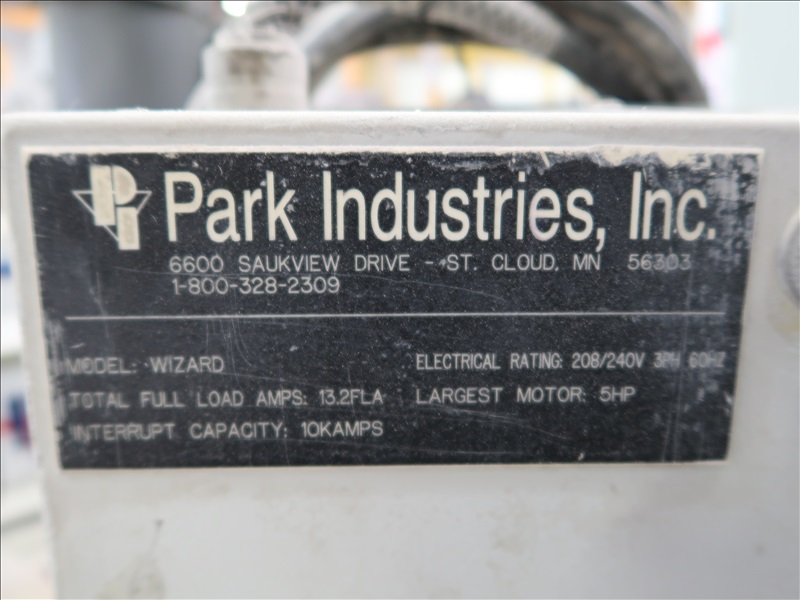 PI Park Industries, Inc.
6600 SAUKVIEW DRIVE - ST. CLOUD, MN 56303
1-800-328-2309
MODEL: WIZARD ELECTRICAL RATING: 208/240V 3PH 60HZ
TOTAL FULL LOAD AMPS: 13.2FLA LARGEST MOTOR: 5HP
INTERRUPT CAPACITY: 10KAMPS